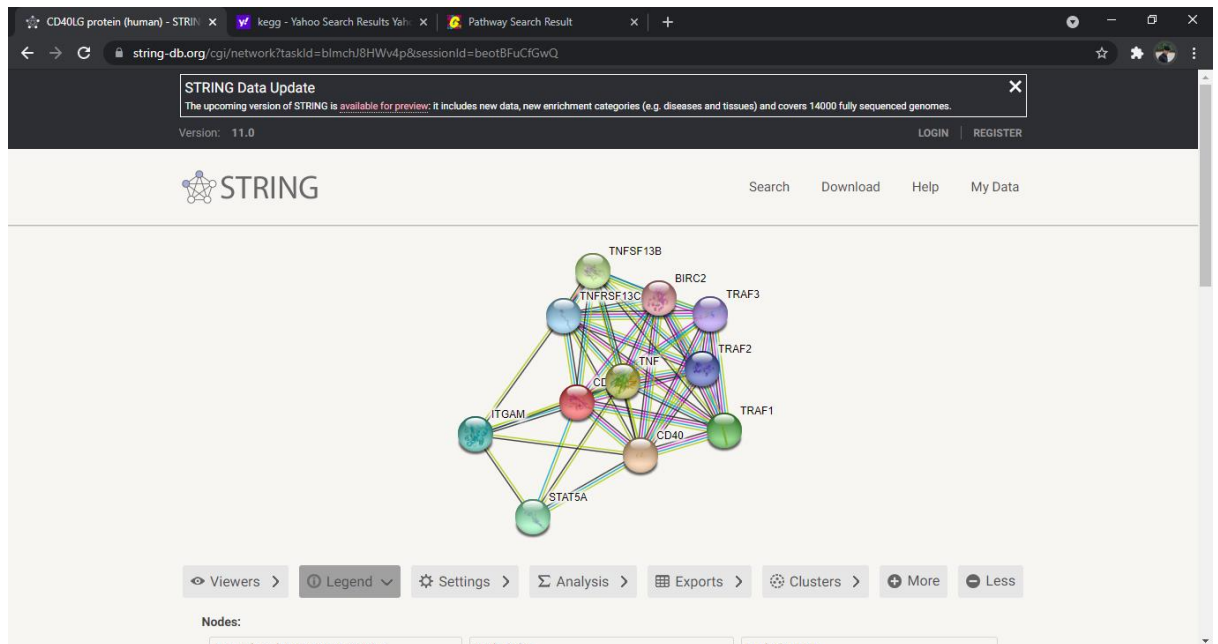 CD40LG protein (human) - STRIN
kegg - Yahoo Search Results Yah
Pathway Search Result
string-db.org/cgi/network?taskId=blmchJ8HWv4p&sessionId=beotBFuCfGwQ
STRING Data Update
The upcoming version of STRING is available for preview: it includes new data, new enrichment categories (e.g. diseases and tissues) and covers 14000 fully sequenced genomes.
Version: 11.0
LOGIN | REGISTER
STRING
Search Download Help My Data
TNFSF13B
BIRC2
TNFRSF13C
TRAF3
TRAF2
TNF
CD
TRAF1
ITGAM
CD40
STAT5A
Viewers Legend Settings Analysis Exports Clusters More Less
Nodes: